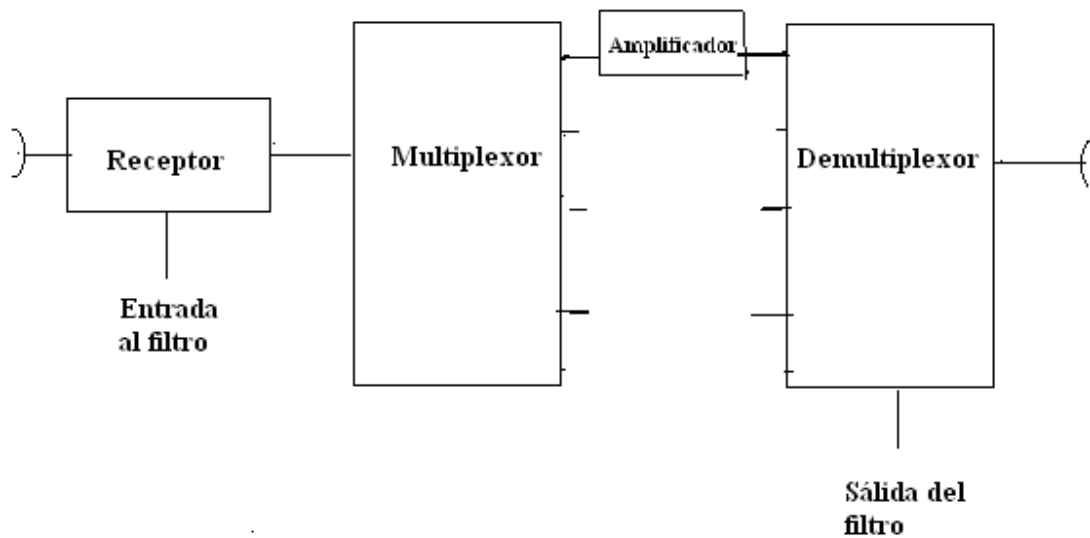 Amplificador
Receptor
Multiplexor
Demultiplexor
Entrada
al filtro
Sálida del
filtro